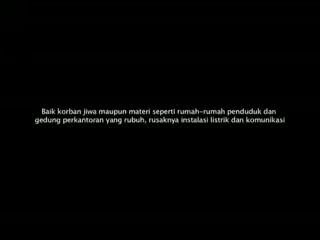 Baik korban jiwa maupun materi seperti rumah-rumah penduduk dan
gedung perkantoran yang rubuh, rusaknya instalasi listrik dan komunikasi